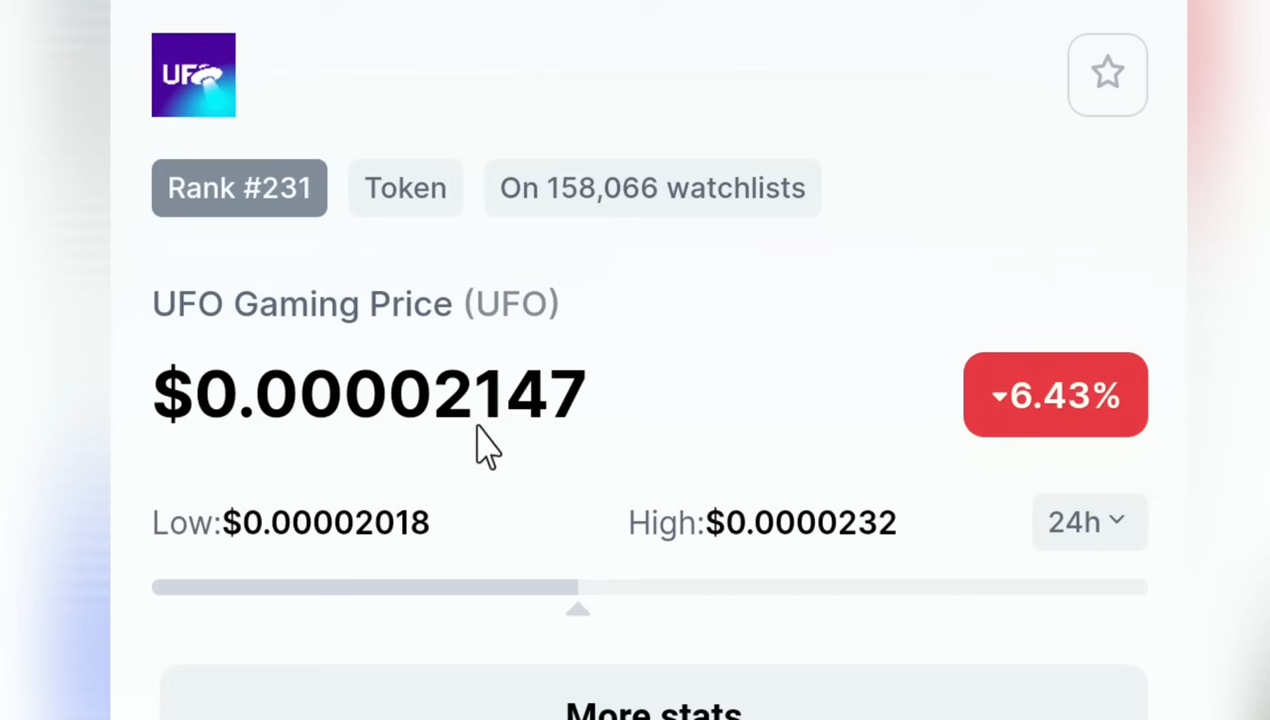 UFO
Rank #231
Token
On 158,066 watchlists
UFO Gaming Price (UFO)
$0.00002147
6.43%
Low:$0.00002018
High:$0.0000232
24h
More stats